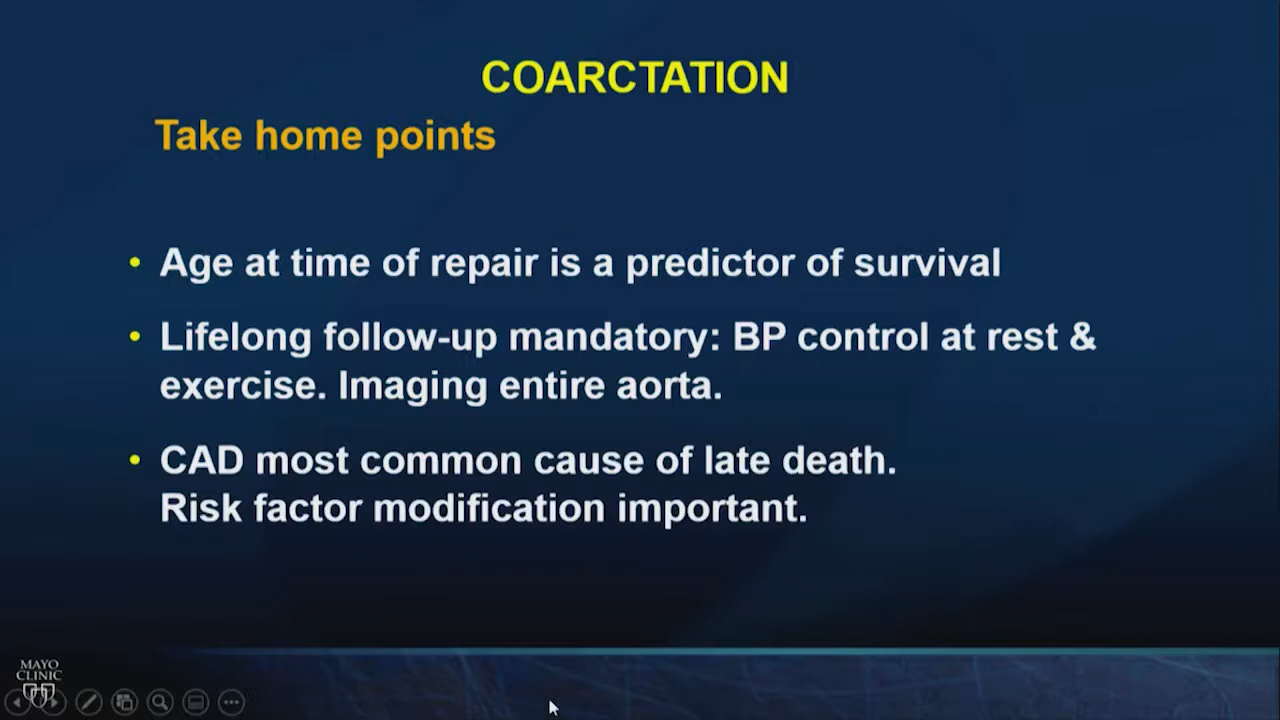 COARCTATION
Take home points
• Age at time of repair is a predictor of survival
• Lifelong follow-up mandatory: BP control at rest &
exercise. Imaging entire aorta.
• CAD most common cause of late death.
Risk factor modification important.
MAYO
CLINIC